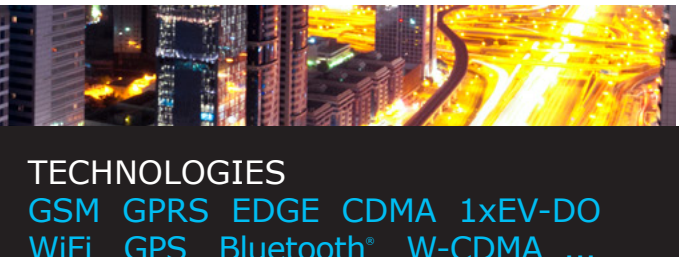 TECHNOLOGIES
GSM GPRS EDGE CDMA 1xEV-DO
WiFi GPS Bluetooth® W-CDMA ...